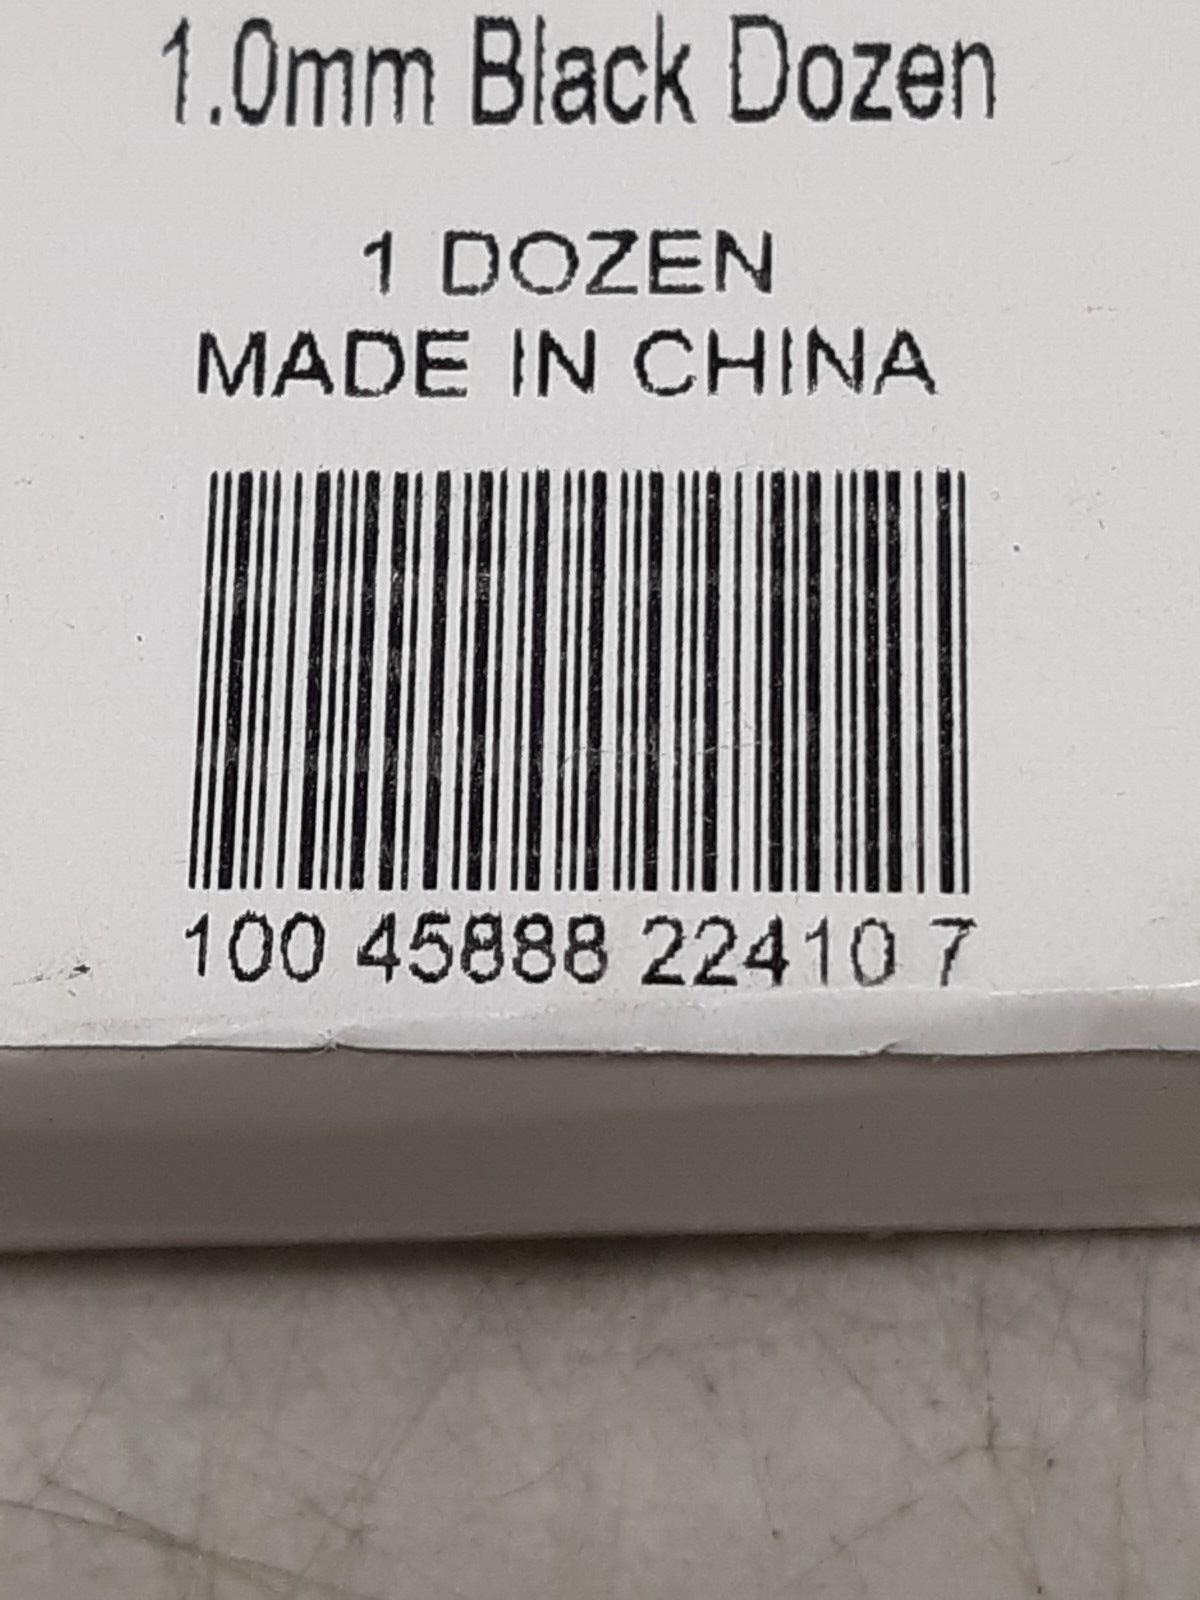 1.0mm Black Dozen
1 DOZEN
MADE IN CHINA
100 45888 22410 7